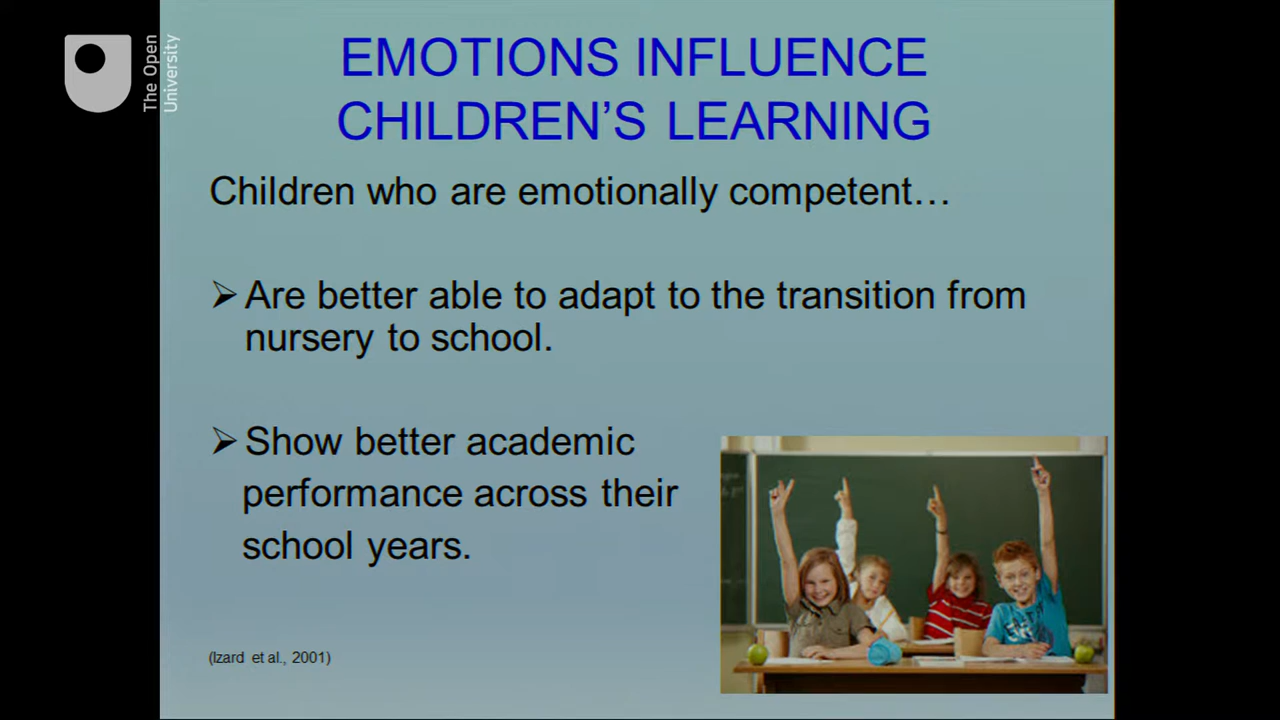 The Open
University
EMOTIONS INFLUENCE
CHILDREN'S LEARNING
Children who are emotionally competent…
➢ Are better able to adapt to the transition from
nursery to school.
➢ Show better academic
performance across their
school years.
(Izard et al., 2001)